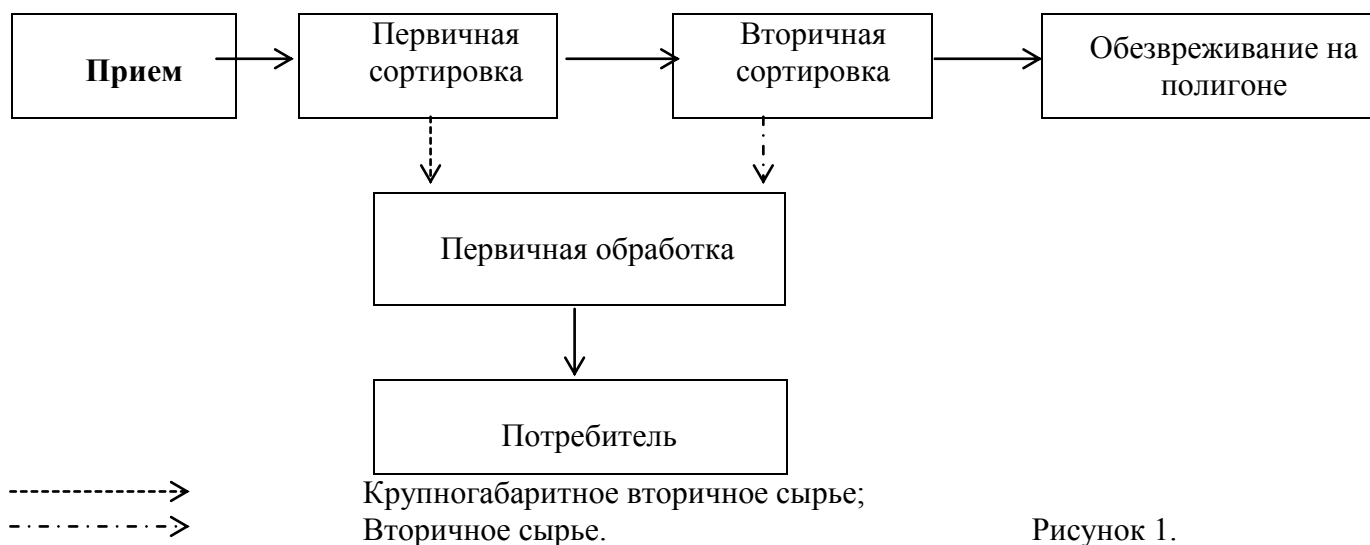 Прием
Первичная
сортировка
Вторичная
сортировка
Обезвреживание на
полигоне
Первичная обработка
Потребитель
Крупногабаритное вторичное сырье;
Вторичное сырье.
Рисунок 1.